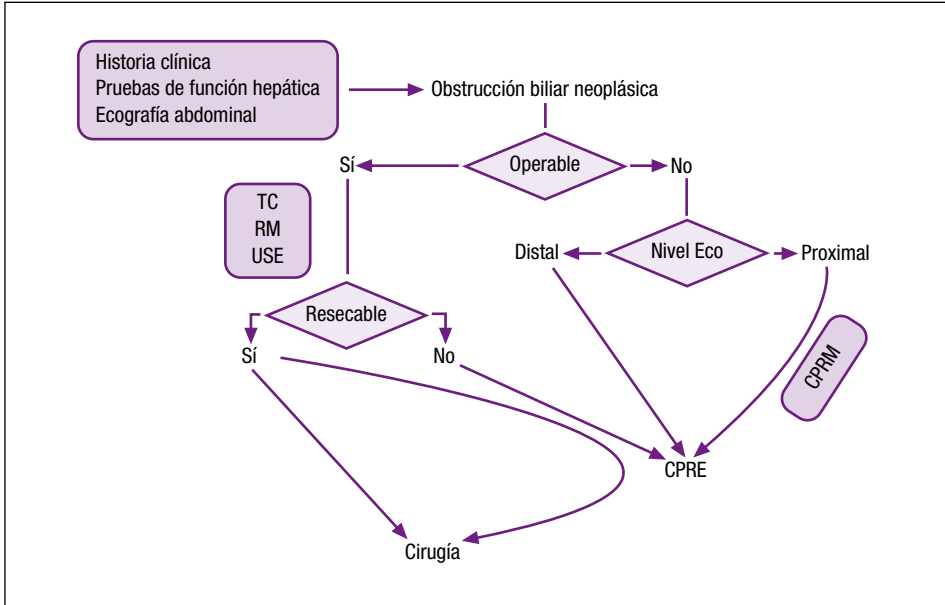 Historia clínica
Pruebas de función hepática
Ecografía abdominal
Obstrucción biliar neoplásica
Sí
Operable
No
TC
RM
USE
Distal
Nivel Eco
Proximal
Resecable
Sí
No
CPRM
CPRE
Cirugía